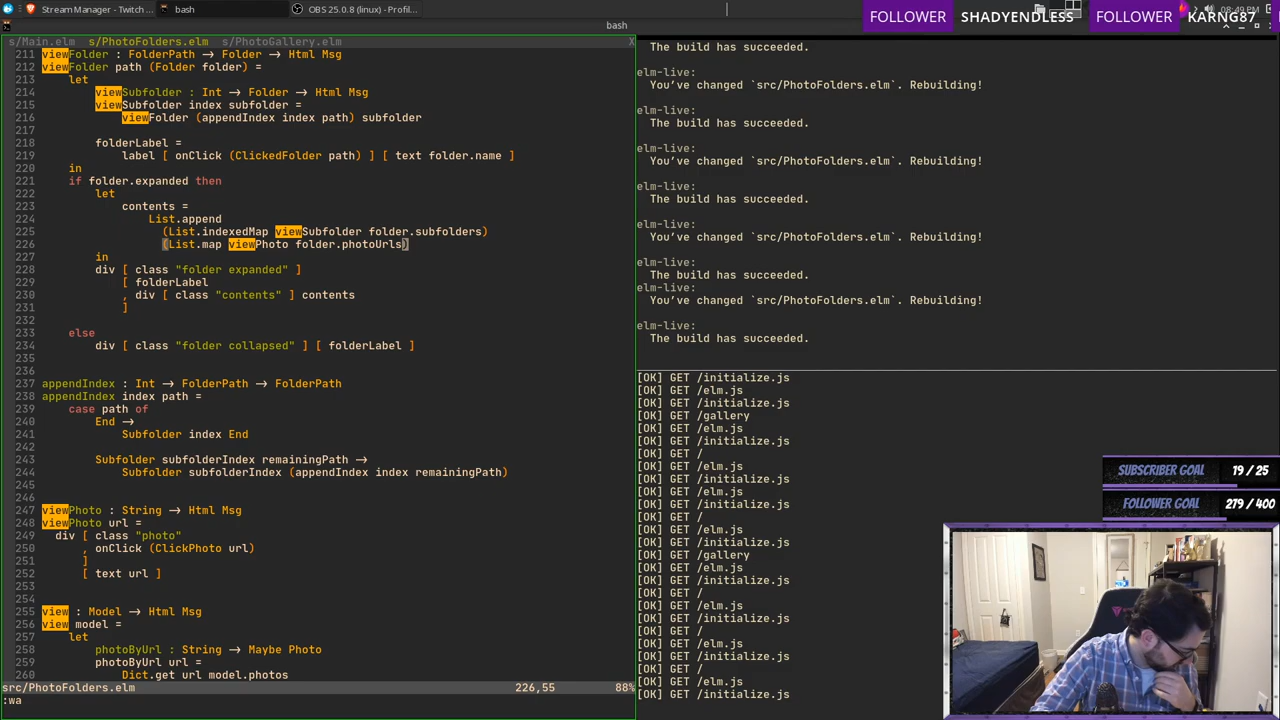 Stream Manager - Twitch
bash
OBS 25.0.8 (linux) - Profil...
08:49 PM
FOLLOWER SHADYENDLESS FOLLOWER KARNG87
bash
s/Main.elm s/PhotoFolders.elm s/PhotoGallery.elm X
211 viewFolder : FolderPath -> Folder -> Html Msg
212 viewFolder path (Folder folder) =
213 let
214 viewSubfolder : Int -> Folder -> Html Msg
215 viewSubfolder index subfolder =
216 viewFolder (appendIndex index path) subfolder
217
218 folderLabel =
219 label [ onClick (ClickedFolder path) ] [ text folder.name ]
220 in
221 if folder.expanded then
222 let
223 contents =
224 List.append
225 (List.indexedMap viewSubfolder folder.subfolders)
226 (List.map viewPhoto folder.photoUrls)
227 in
228 div [ class "folder expanded" ]
229 [ folderLabel
230 , div [ class "contents" ] contents
231 ]
232
233 else
234 div [ class "folder collapsed" ] [ folderLabel ]
235
236
237 appendIndex : Int -> FolderPath -> FolderPath
238 appendIndex index path =
239 case path of
240 End ->
241 Subfolder index End
242
243 Subfolder subfolderIndex remainingPath ->
244 Subfolder subfolderIndex (appendIndex index remainingPath)
245
246
247 viewPhoto : String -> Html Msg
248 viewPhoto url =
249 div [ class "photo"
250 , onClick (ClickPhoto url)
251 ]
252 [ text url ]
253
254
255 view : Model -> Html Msg
256 view model =
257 let
258 photoByUrl : String -> Maybe Photo
259 photoByUrl url =
260 Dict.get url model.photos
src/PhotoFolders.elm 226,55 88%
:wa
The build has succeeded.
elm-live:
You've changed `src/PhotoFolders.elm`. Rebuilding!
elm-live:
The build has succeeded.
elm-live:
You've changed `src/PhotoFolders.elm`. Rebuilding!
elm-live:
The build has succeeded.
elm-live:
You've changed `src/PhotoFolders.elm`. Rebuilding!
elm-live:
The build has succeeded.
elm-live:
You've changed `src/PhotoFolders.elm`. Rebuilding!
elm-live:
The build has succeeded.
[OK] GET /initialize.js
[OK] GET /elm.js
[OK] GET /initialize.js
[OK] GET /gallery
[OK] GET /elm.js
[OK] GET /initialize.js
[OK] GET /
[OK] GET /elm.js
[OK] GET /initialize.js
[OK] GET /elm.js
[OK] GET /initialize.js
[OK] GET /
[OK] GET /elm.js
[OK] GET /initialize.js
[OK] GET /gallery
[OK] GET /elm.js
[OK] GET /initialize.js
[OK] GET /
[OK] GET /elm.js
[OK] GET /initialize.js
[OK] GET /
[OK] GET /elm.js
[OK] GET /initialize.js
[OK] GET /
[OK] GET /elm.js
[OK] GET /initialize.js
SUBSCRIBER GOAL 19 / 25
FOLLOWER GOAL 279 / 400